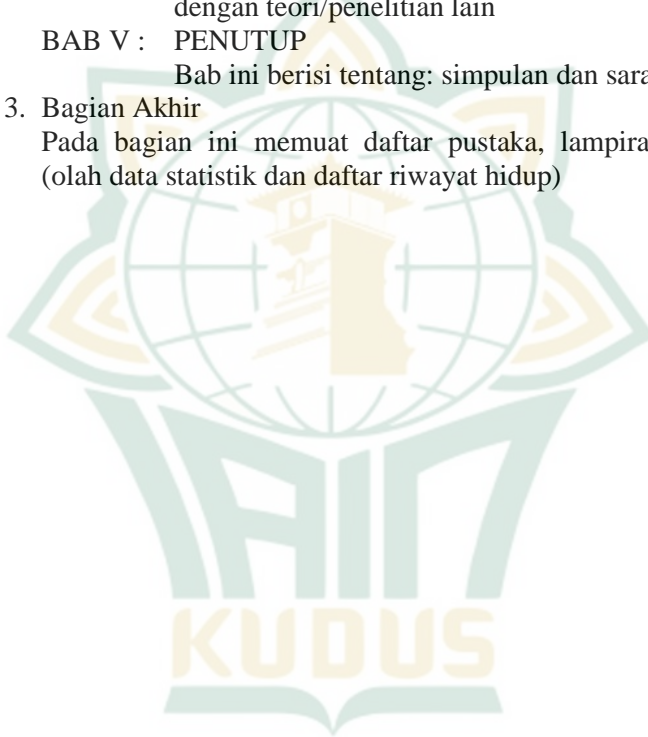 dengan teori/penelitian lain
BAB V : PENUTUP
Bab ini berisi tentang: simpulan dan sara
3. Bagian Akhir
Pada bagian ini memuat daftar pustaka, lampira
(olah data statistik dan daftar riwayat hidup)
IAIN
KUDUS